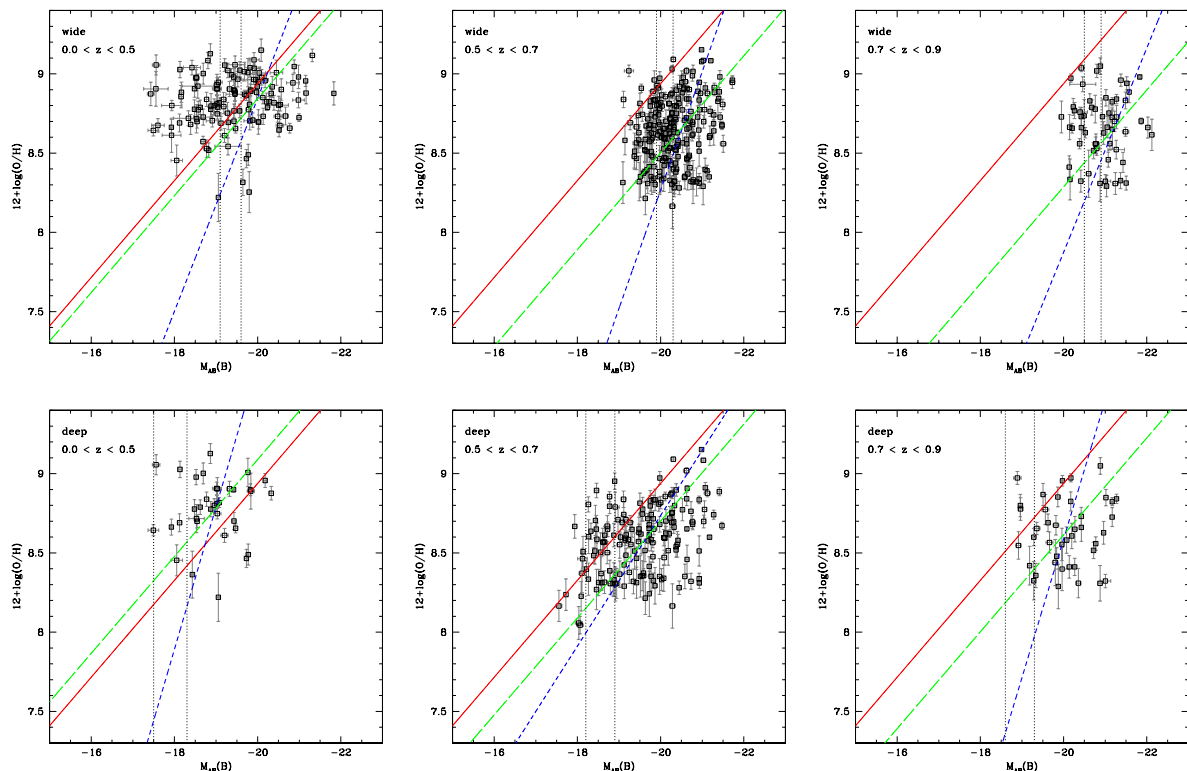 wide
0.0 < z < 0.5
9
8.5
8
7.5
12+log(O/H)
−16
−18
−20
−22
M_AB(B)
wide
0.5 < z < 0.7
9
8.5
8
7.5
12+log(O/H)
−16
−18
−20
−22
M_AB(B)
wide
0.7 < z < 0.9
9
8.5
8
7.5
12+log(O/H)
−16
−18
−20
−22
M_AB(B)
deep
0.0 < z < 0.5
9
8.5
8
7.5
12+log(O/H)
−16
−18
−20
−22
M_AB(B)
deep
0.5 < z < 0.7
9
8.5
8
7.5
12+log(O/H)
−16
−18
−20
−22
M_AB(B)
deep
0.7 < z < 0.9
9
8.5
8
7.5
12+log(O/H)
−16
−18
−20
−22
M_AB(B)